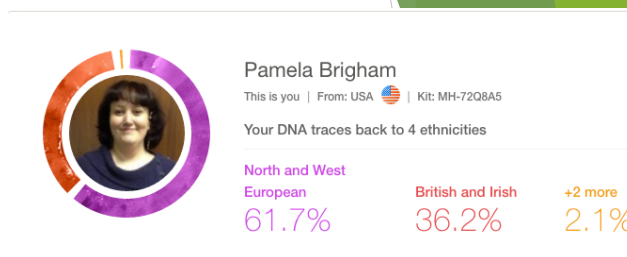 Pamela Brigham
This is you | From: USA | Kit: MH-72Q8A5
Your DNA traces back to 4 ethnicities
North and West
European
British and Irish
+2 more
61.7%
36.2%
2.1%